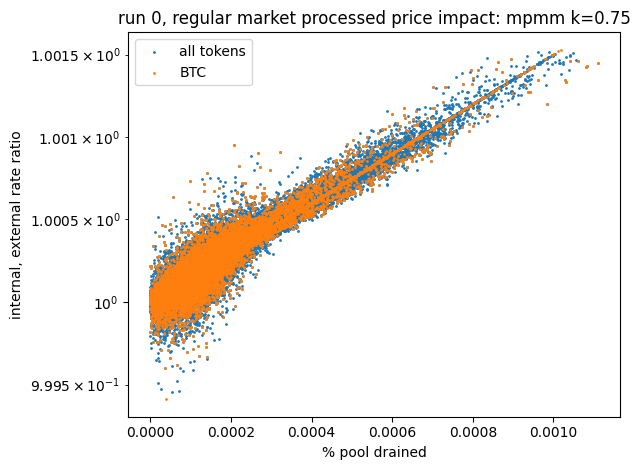 run 0, regular market processed price impact: mpmm k=0.75
all tokens
BTC
1.0015 × 10⁰
1.001 × 10⁰
1.0005 × 10⁰
10⁰
9.995 × 10⁻¹
internal, external rate ratio
0.0000 0.0002 0.0004 0.0006 0.0008 0.0010
% pool drained